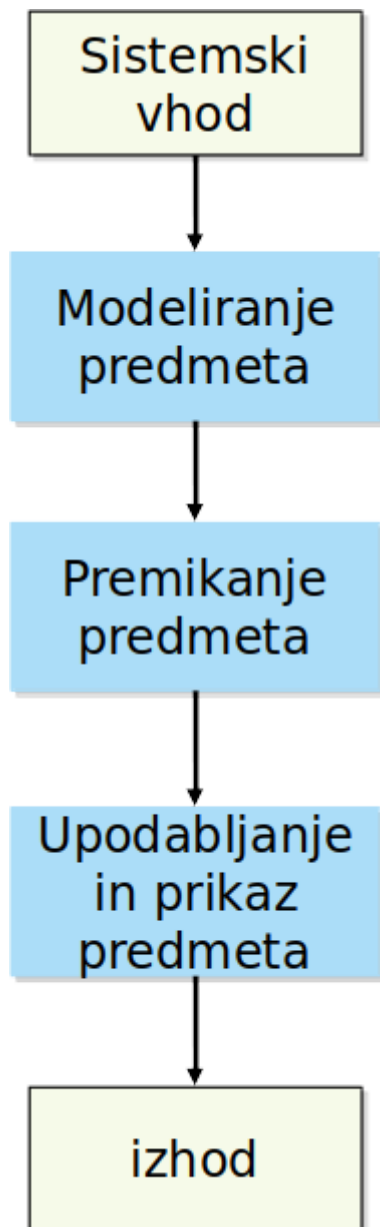 Sistemski
vhod
Modeliranje
predmeta
Premikanje
predmeta
Upodabljanje
in prikaz
predmeta
izhod